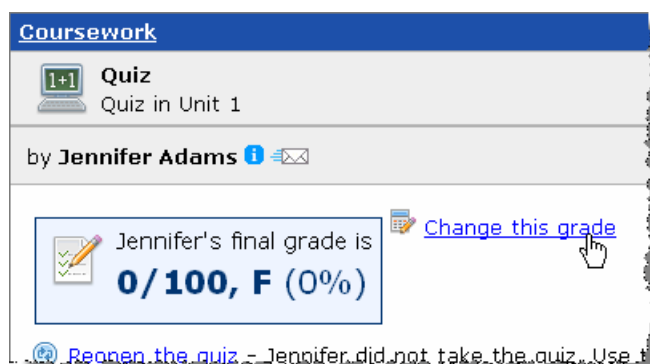 Coursework
1+1
Quiz
Quiz in Unit 1
by Jennifer Adams
Jennifer's final grade is
0/100, F (0%)
Change this grade
Reopen the quiz – Jennifer did not take the quiz. Use